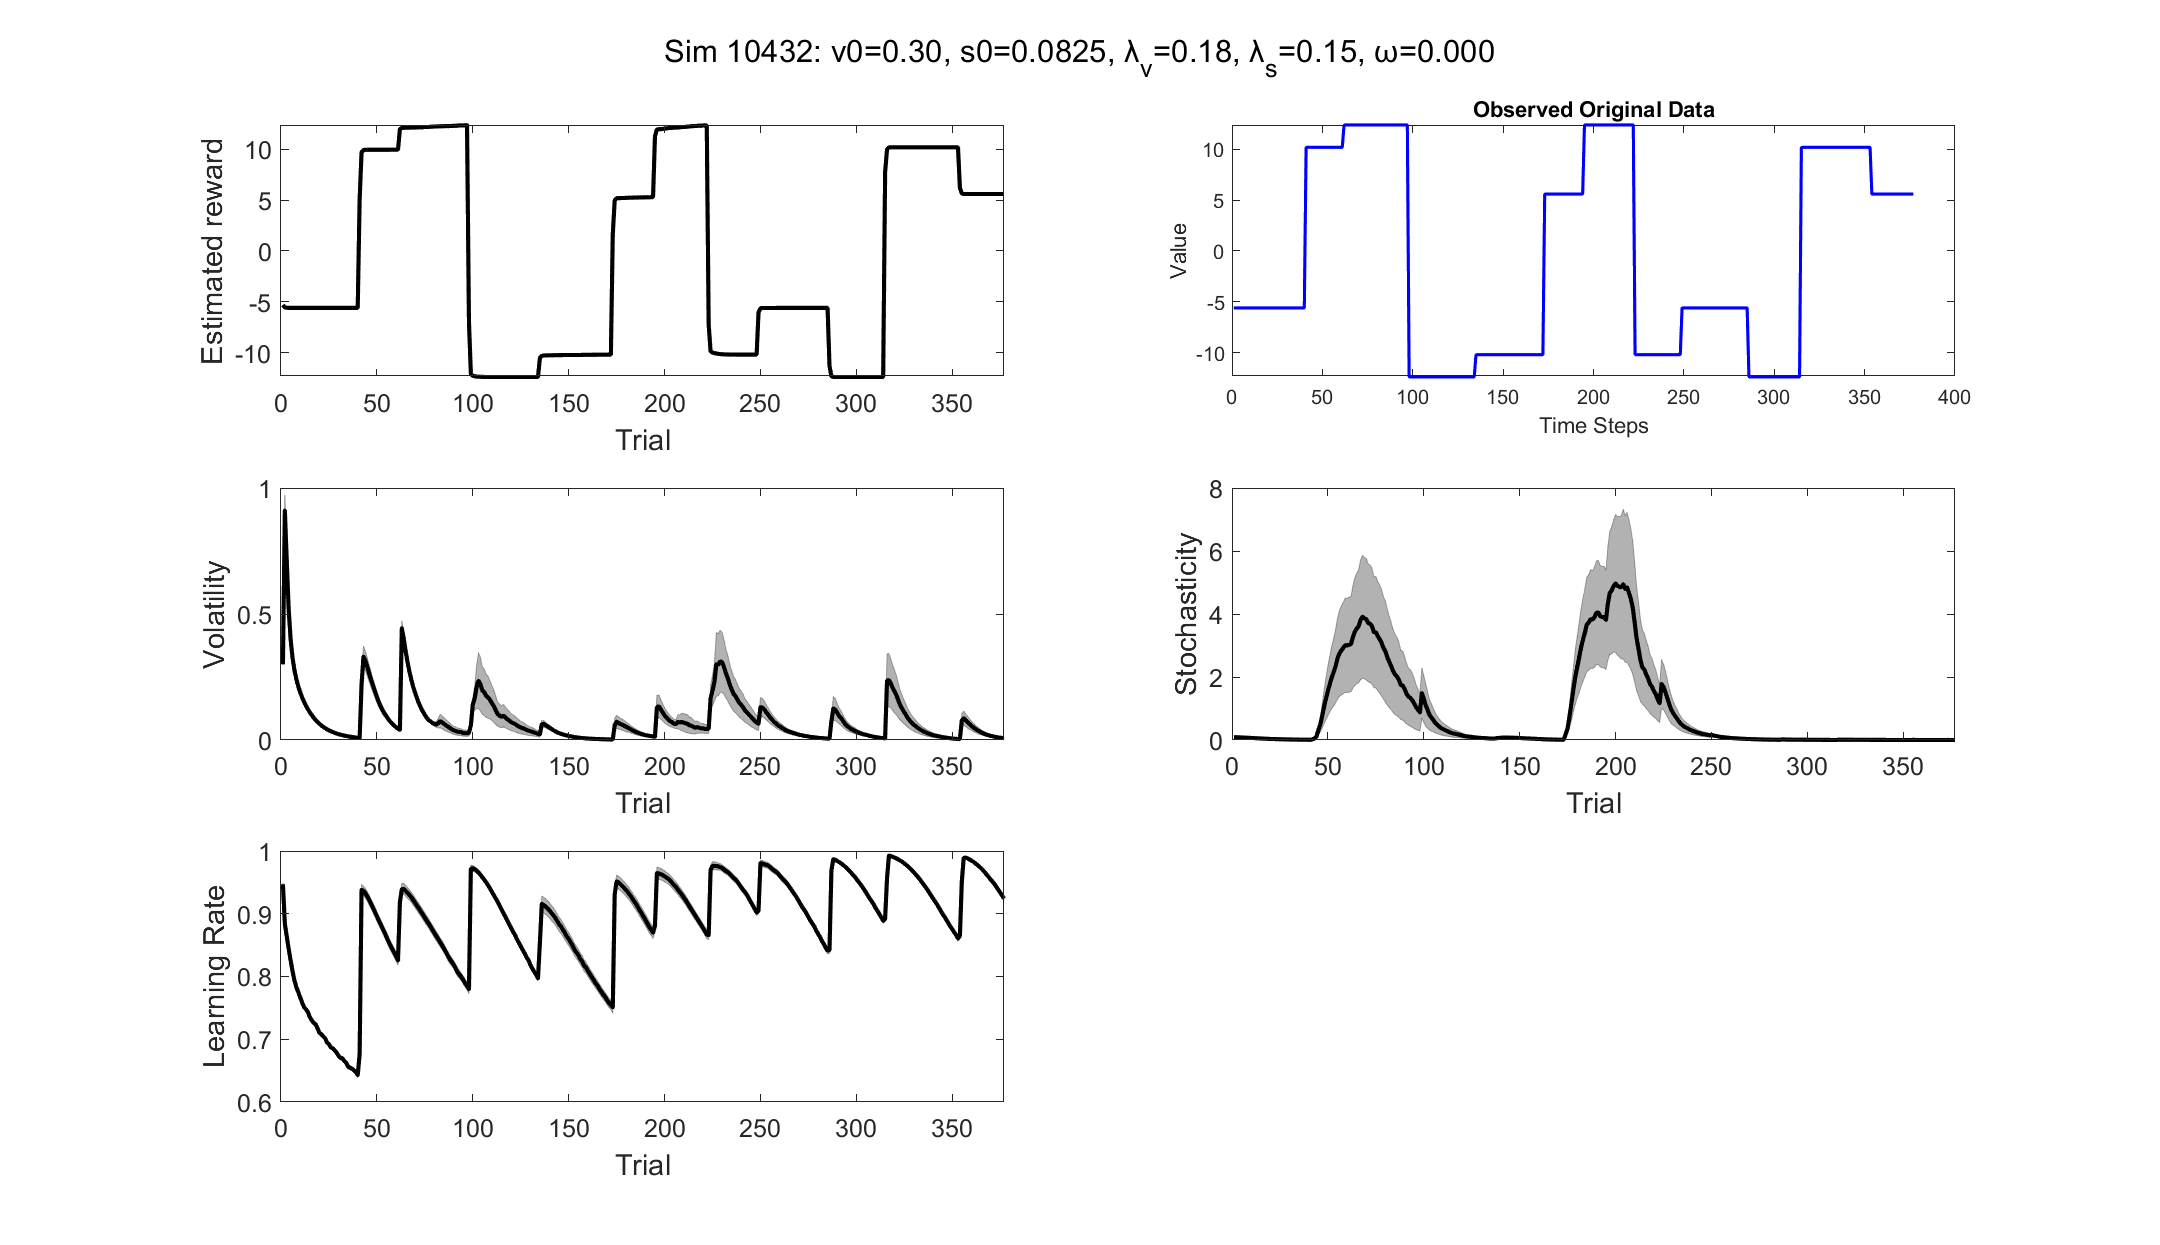 Sim 10432: v0=0.30, s0=0.0825, λ_v=0.18, λ_s=0.15, ω=0.000
Estimated reward
10
5
0
-5
-10
0 50 100 150 200 250 300 350
Trial
Observed Original Data
Value
10
5
0
-5
-10
0 50 100 150 200 250 300 350 400
Time Steps
Volatility
1
0.5
0
0 50 100 150 200 250 300 350
Trial
Stochasticity
8
6
4
2
0
0 50 100 150 200 250 300 350
Trial
Learning Rate
1
0.9
0.8
0.7
0.6
0 50 100 150 200 250 300 350
Trial